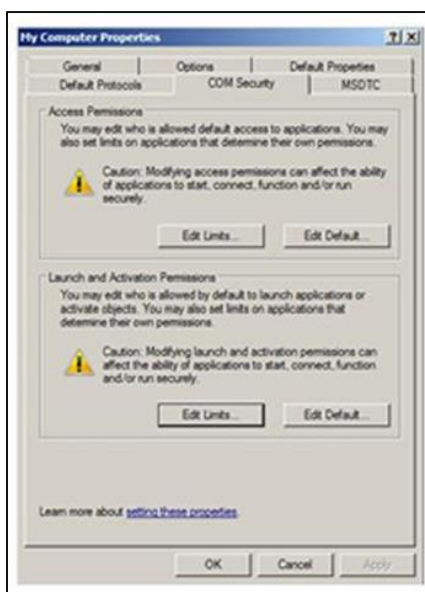 My Computer Properties
General Options Default Properties
Default Protocols COM Security MSDTC
Access Permissions
You may edit who is allowed default access to applications. You may
also set limits on applications that determine their own permissions.
Caution: Modifying access permissions can affect the ability
of applications to start, connect, function and/or run
securely.
Edit Limits... Edit Default...
Launch and Activation Permissions
You may edit who is allowed by default to launch applications or
activate objects. You may also set limits on applications that
determine their own permissions.
Caution: Modifying launch and activation permissions can
affect the ability of applications to start, connect, function
and/or run securely.
Edit Limits... Edit Default...
Learn more about setting these properties.
OK Cancel Apply